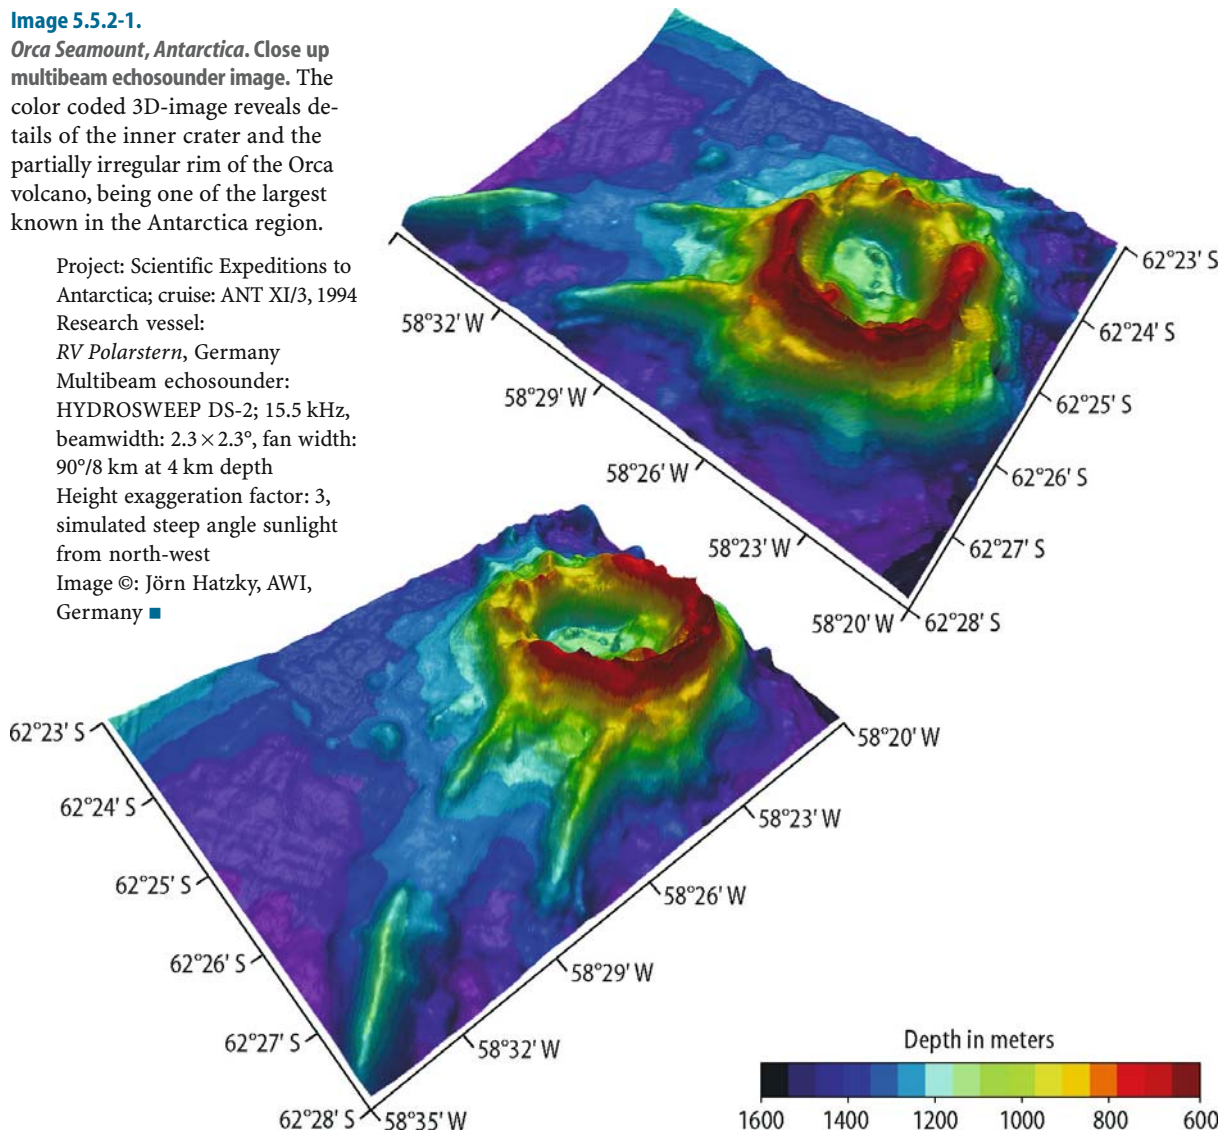 Image 5.5.2-1.
Orca Seamount, Antarctica. Close up
multibeam echosounder image. The
color coded 3D-image reveals de-
tails of the inner crater and the
partially irregular rim of the Orca
volcano, being one of the largest
known in the Antarctica region.
Project: Scientific Expeditions to
Antarctica; cruise: ANT XI/3, 1994
Research vessel:
RV Polarstern, Germany
Multibeam echosounder:
HYDROSWEEP DS-2; 15.5 kHz,
beamwidth: 2.3 × 2.3°, fan width:
90°/8 km at 4 km depth
Height exaggeration factor: 3,
simulated steep angle sunlight
from north-west
Image ©: Jörn Hatzky, AWI,
Germany ■
58°32' W
58°29' W
58°26' W
58°23' W
58°20' W
62°23' S
62°24' S
62°25' S
62°26' S
62°27' S
62°28' S
62°23' S
62°24' S
62°25' S
62°26' S
62°27' S
62°28' S
58°20' W
58°23' W
58°26' W
58°29' W
58°32' W
58°35' W
Depth in meters
1600 1400 1200 1000 800 600